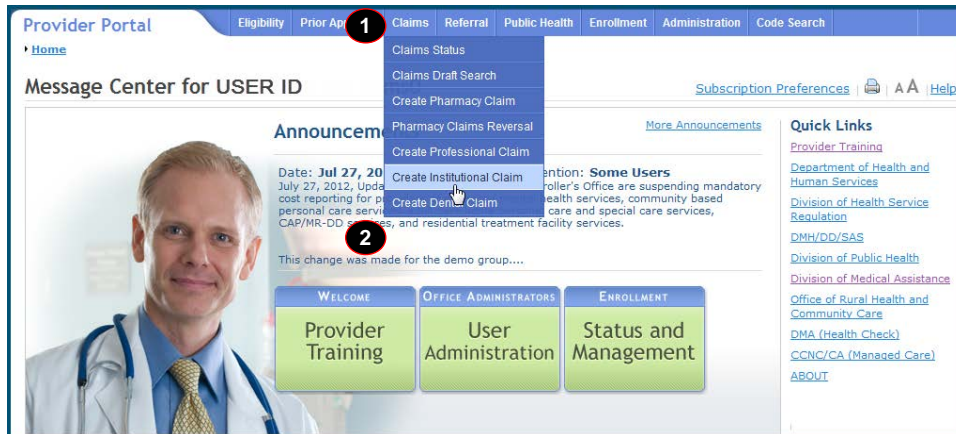 Provider Portal
Eligibility Prior Ap Claims Referral Public Health Enrollment Administration Code Search
1
Home
Claims Status
Claims Draft Search
Create Pharmacy Claim
Pharmacy Claims Reversal
Create Professional Claim
Create Institutional Claim
Create Dental Claim
Message Center for USER ID
Subscription Preferences | AA | Help
Announceme
More Announcements
Date: Jul 27, 20 ention: Some Users
July 27, 2012, Upda roller's Office are suspending mandatory
cost reporting for p health services, community based
personal care servic care and special care services,
CAP/MR-DD s es, and residential treatment facility services.
2
This change was made for the demo group....
WELCOME
Provider
Training
OFFICE ADMINISTRATORS
User
Administration
ENROLLMENT
Status and
Management
Quick Links
Provider Training
Department of Health and
Human Services
Division of Health Service
Regulation
DMH/DD/SAS
Division of Public Health
Division of Medical Assistance
Office of Rural Health and
Community Care
DMA (Health Check)
CCNC/CA (Managed Care)
ABOUT